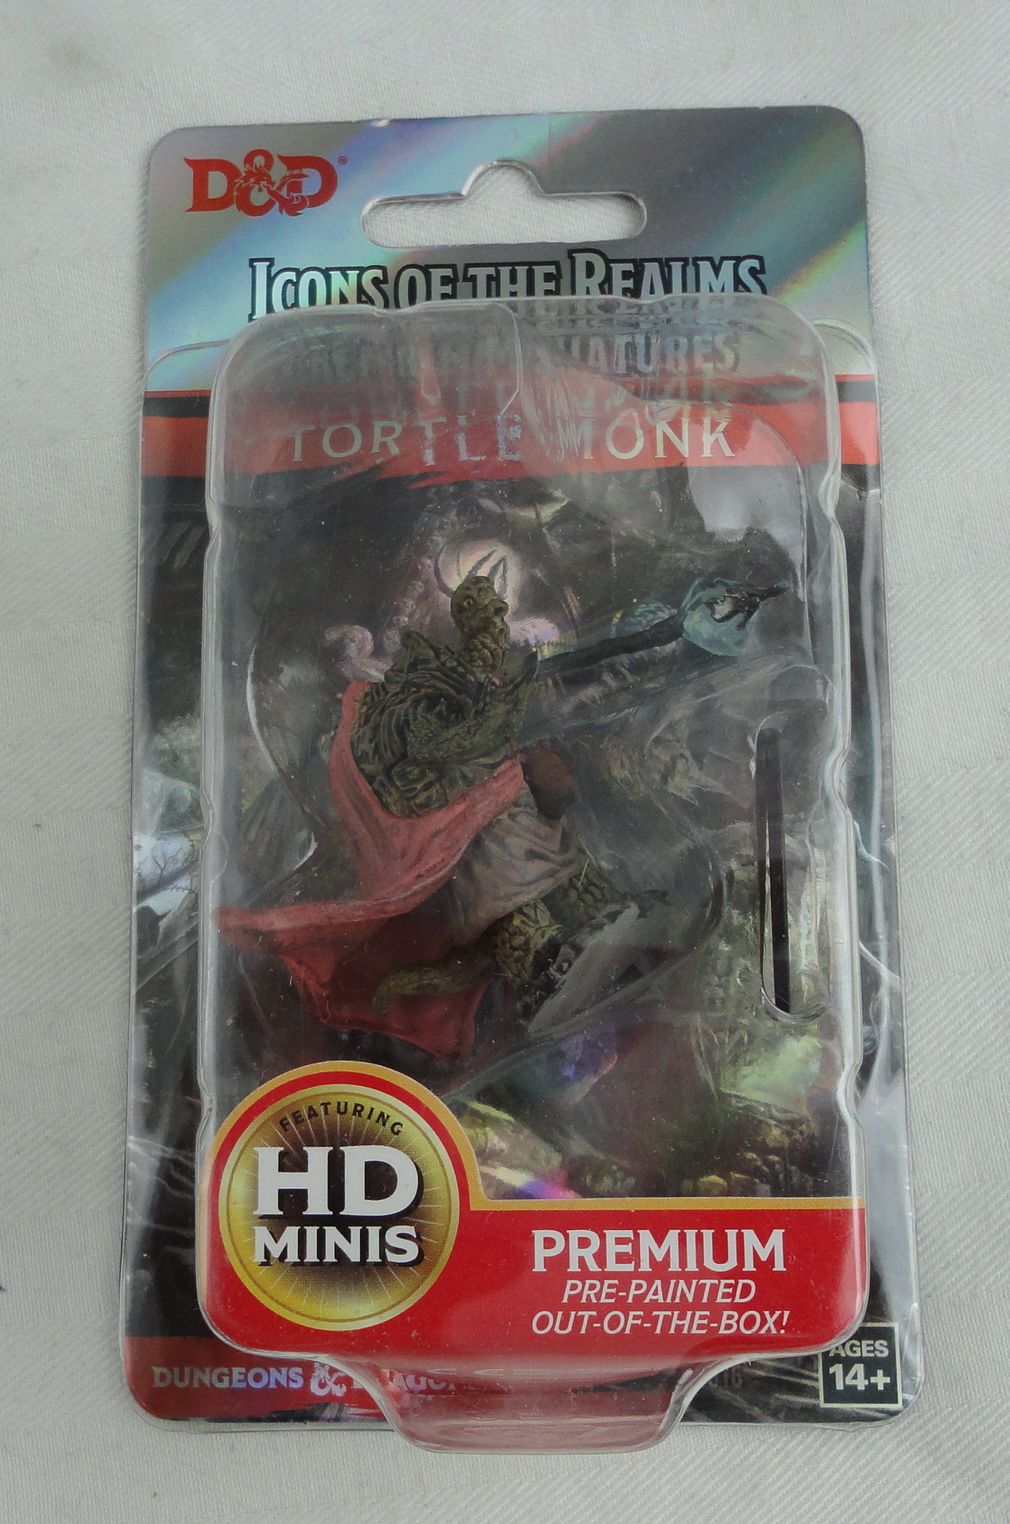 D&D®
ICONS OF THE REALMS
TORTLE MONK
FEATURING
HD
MINIS
PREMIUM
PRE-PAINTED
OUT-OF-THE-BOX!
DUNGEONS &
AGES
14+